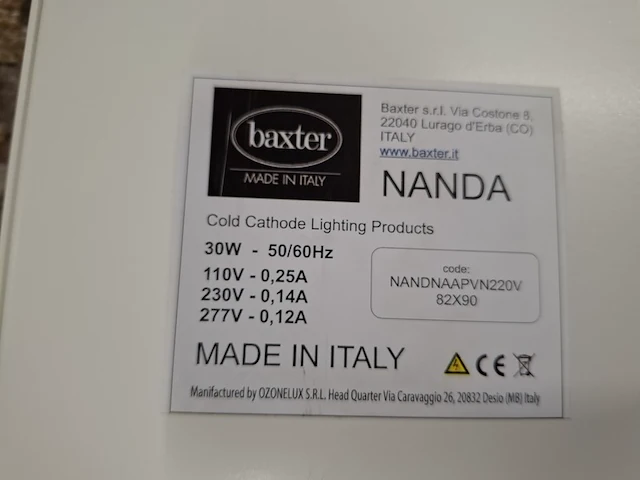 baxter
MADE IN ITALY
Baxter s.r.l. Via Costone 8,
22040 Lurago d'Erba (CO)
ITALY
www.baxter.it
NANDA
Cold Cathode Lighting Products
30W - 50/60Hz
110V - 0,25A
230V - 0,14A
277V - 0,12A
code:
NANDNAAPVN220V
82X90
MADE IN ITALY
CE
Manifactured by OZONELUX S.R.L. Head Quarter Via Caravaggio 26, 20832 Desio (MB) Italy